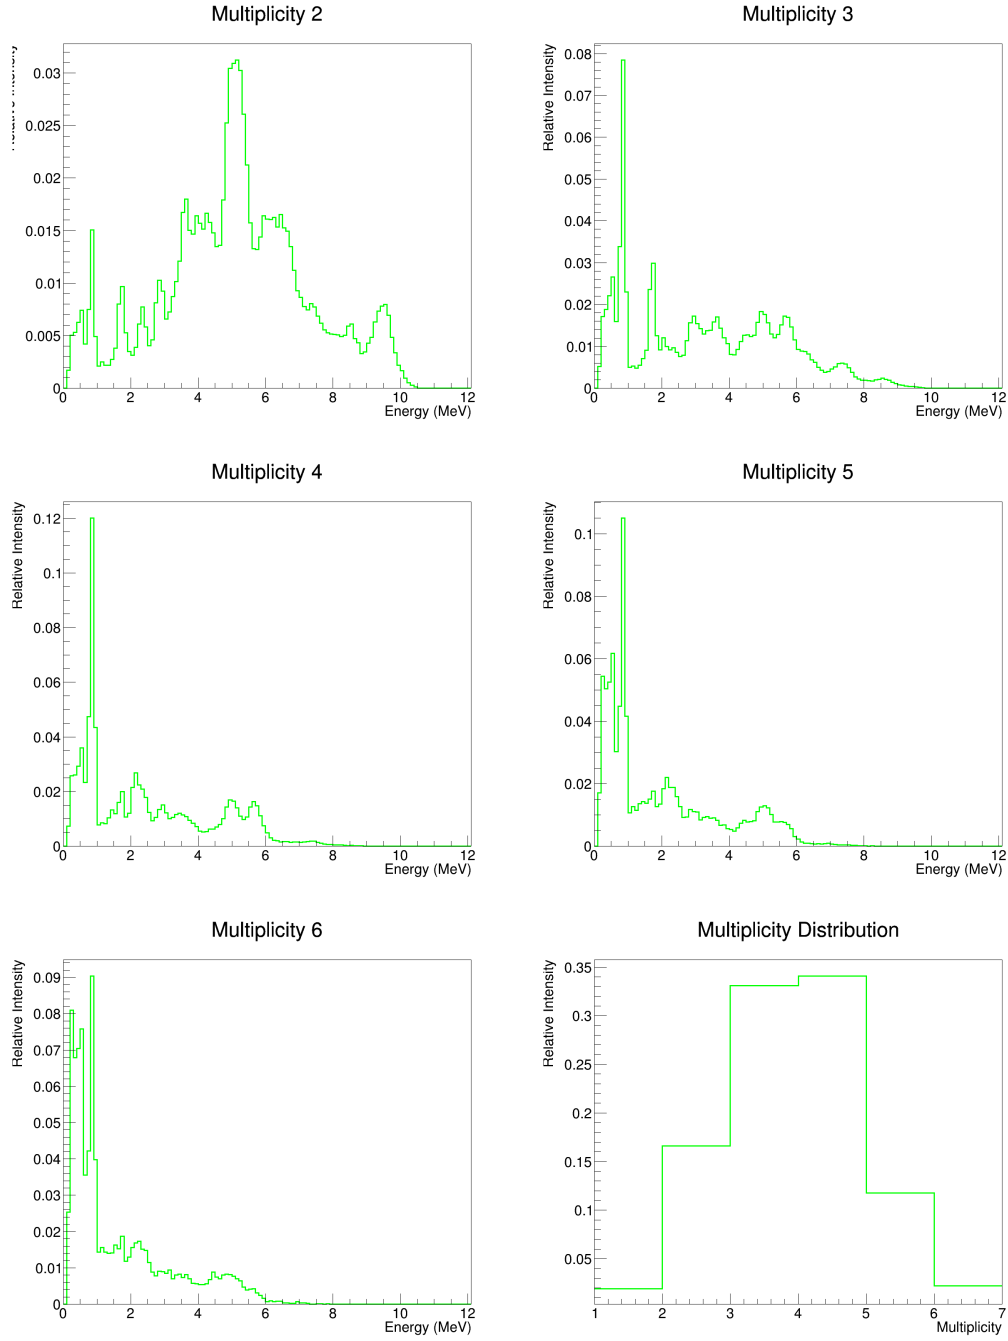 Multiplicity 2
Multiplicity 3
Relative Intensity
0.03
0.025
0.02
0.015
0.01
0.005
0
0 2 4 6 8 10 12
Energy (MeV)
Relative Intensity
0.08
0.07
0.06
0.05
0.04
0.03
0.02
0.01
0
0 2 4 6 8 10 12
Energy (MeV)
Multiplicity 4
Multiplicity 5
Relative Intensity
0.12
0.1
0.08
0.06
0.04
0.02
0
0 2 4 6 8 10 12
Energy (MeV)
Relative Intensity
0.1
0.08
0.06
0.04
0.02
0
0 2 4 6 8 10 12
Energy (MeV)
Multiplicity 6
Multiplicity Distribution
Relative Intensity
0.09
0.08
0.07
0.06
0.05
0.04
0.03
0.02
0.01
0
0 2 4 6 8 10 12
Energy (MeV)
Relative Intensity
0.35
0.3
0.25
0.2
0.15
0.1
0.05
1 2 3 4 5 6 7
Multiplicity